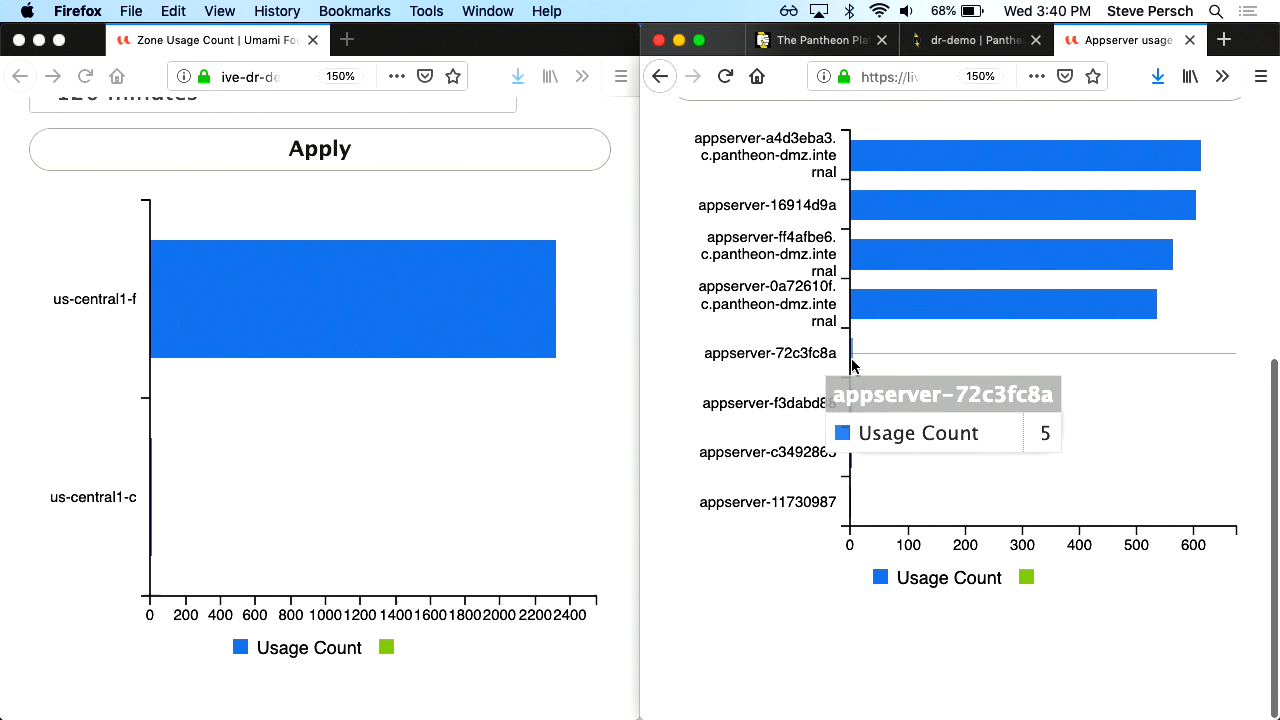 Firefox File Edit View History Bookmarks Tools Window Help 68% Wed 3:40 PM Steve Persch
Zone Usage Count | Umami Fo
ive-dr-de 150%
Apply
us-central1-f
us-central1-c
0 200 400 600 800 1000 1200 1400 1600 1800 2000 2200 2400
Usage Count
The Pantheon Pla
dr-demo | Panthe
Appserver usage
https://liv 150%
appserver-a4d3eba3.
c.pantheon-dmz.inte
rnal
appserver-16914d9a
appserver-ff4afbe6.
c.pantheon-dmz.inte
rnal
appserver-0a72610f.
c.pantheon-dmz.inte
rnal
appserver-72c3fc8a
appserver-72c3fc8a
Usage Count 5
appserver-f3dabd88
appserver-c3492865
appserver-11730987
0 100 200 300 400 500 600
Usage Count